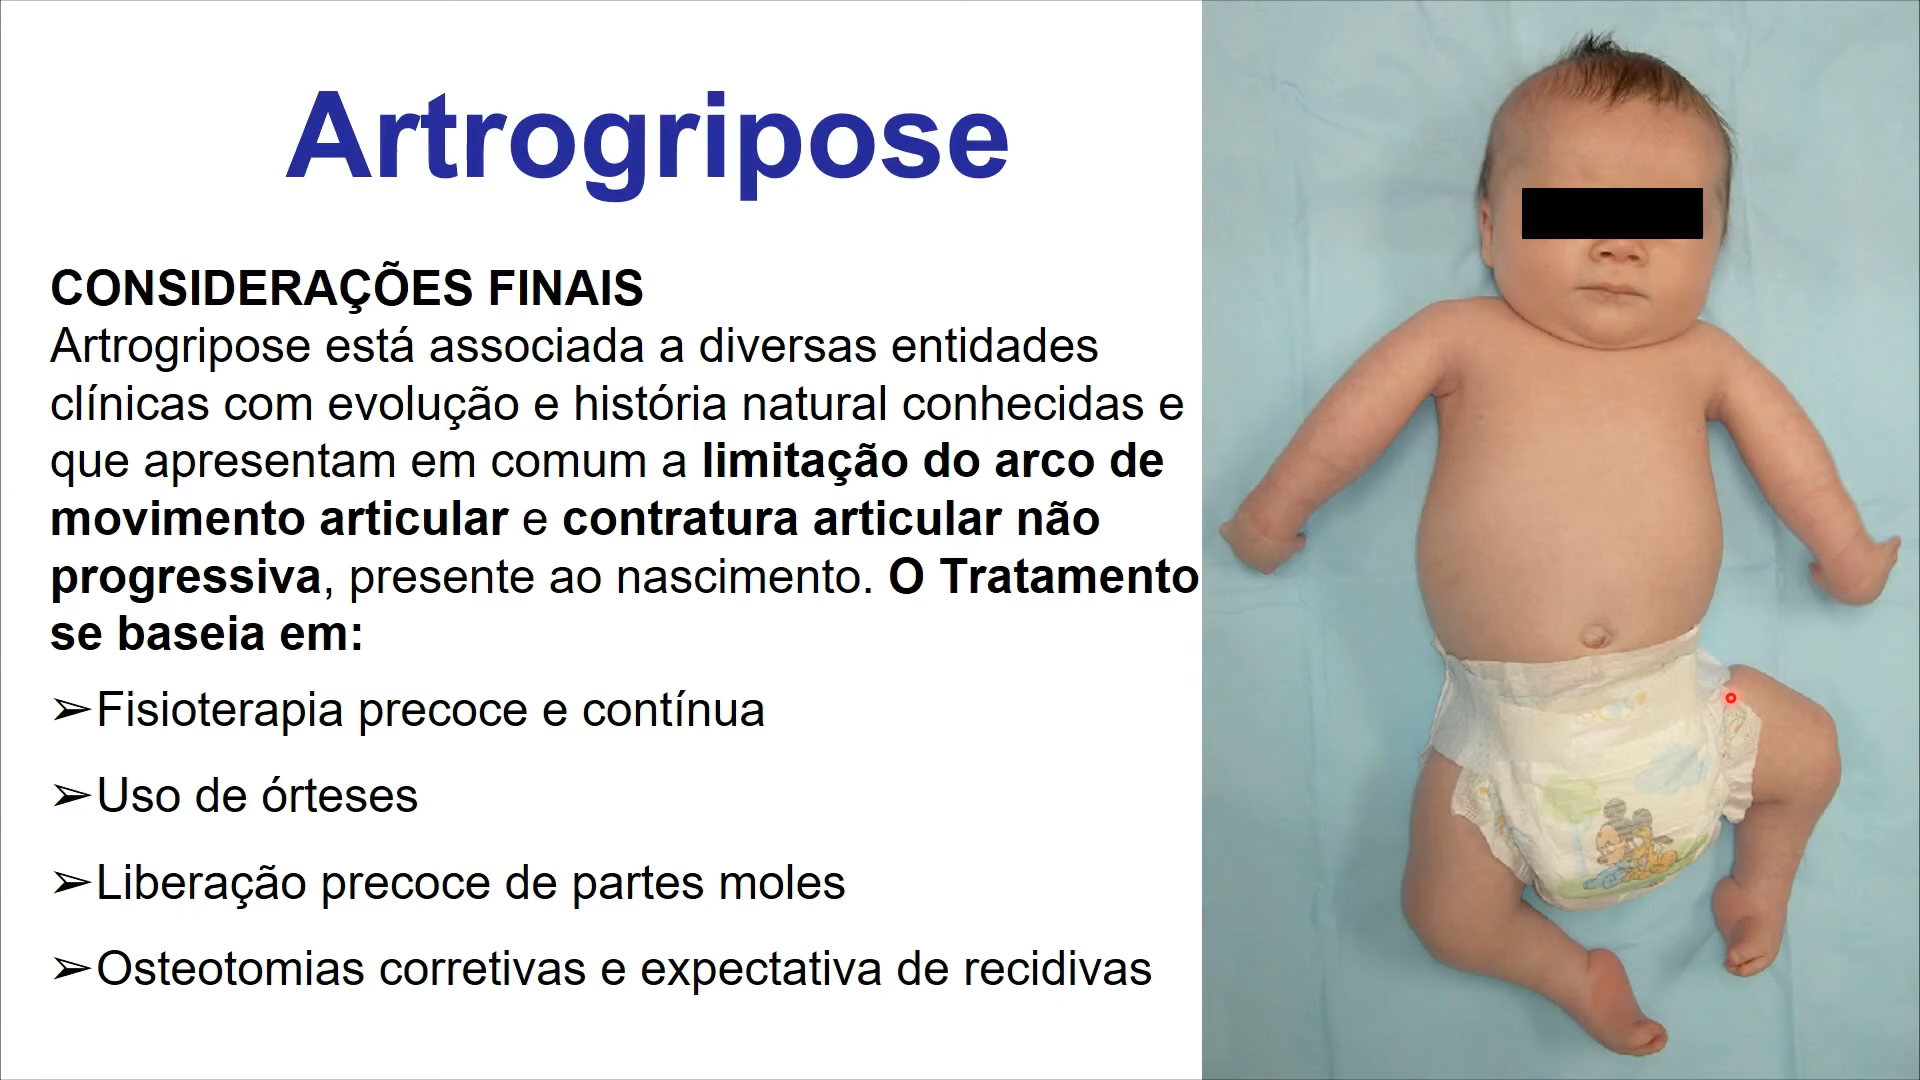 Artrogripose
CONSIDERAÇÕES FINAIS
Artrogripose está associada a diversas entidades
clínicas com evolução e história natural conhecidas e
que apresentam em comum a limitação do arco de
movimento articular e contratura articular não
progressiva, presente ao nascimento. O Tratamento
se baseia em:
➢Fisioterapia precoce e contínua
➢Uso de órteses
➢Liberação precoce de partes moles
➢Osteotomias corretivas e expectativa de recidivas